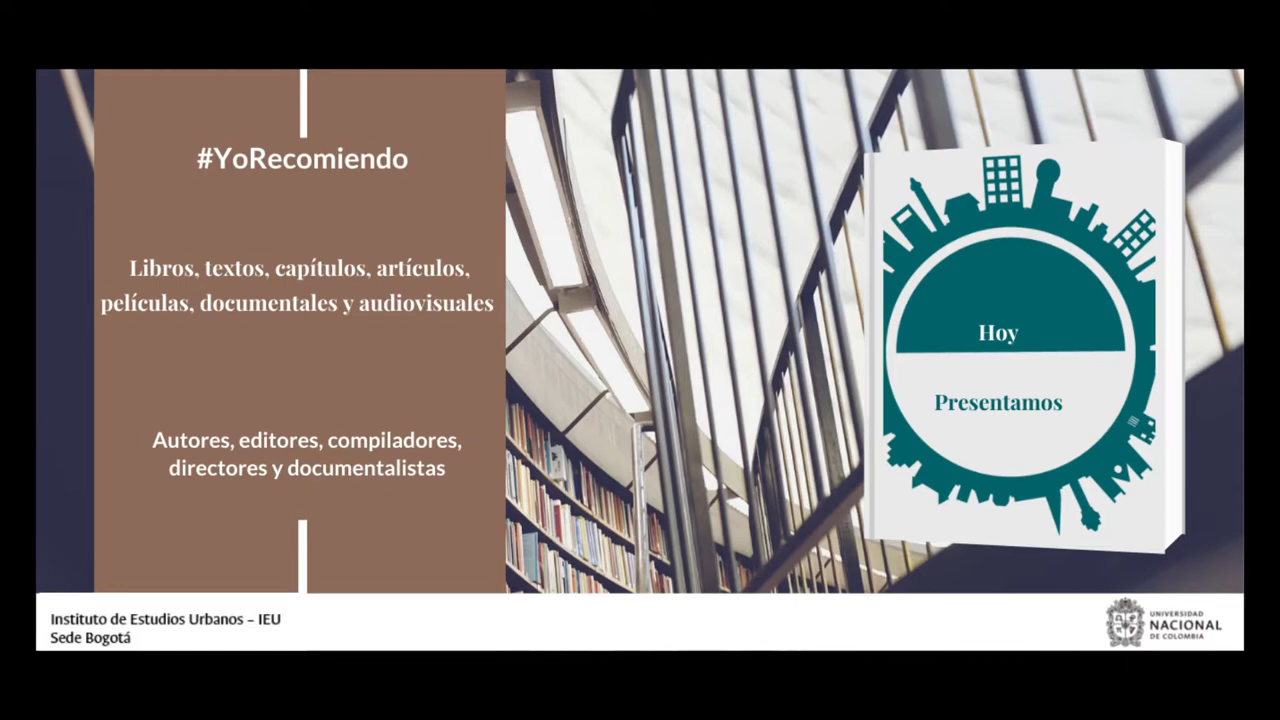 #YoRecomiendo
Libros, textos, capítulos, artículos,
películas, documentales y audiovisuales
Autores, editores, compiladores,
directores y documentalistas
Hoy
Presentamos
Instituto de Estudios Urbanos – IEU
Sede Bogotá
UNIVERSIDAD
NACIONAL
DE COLOMBIA